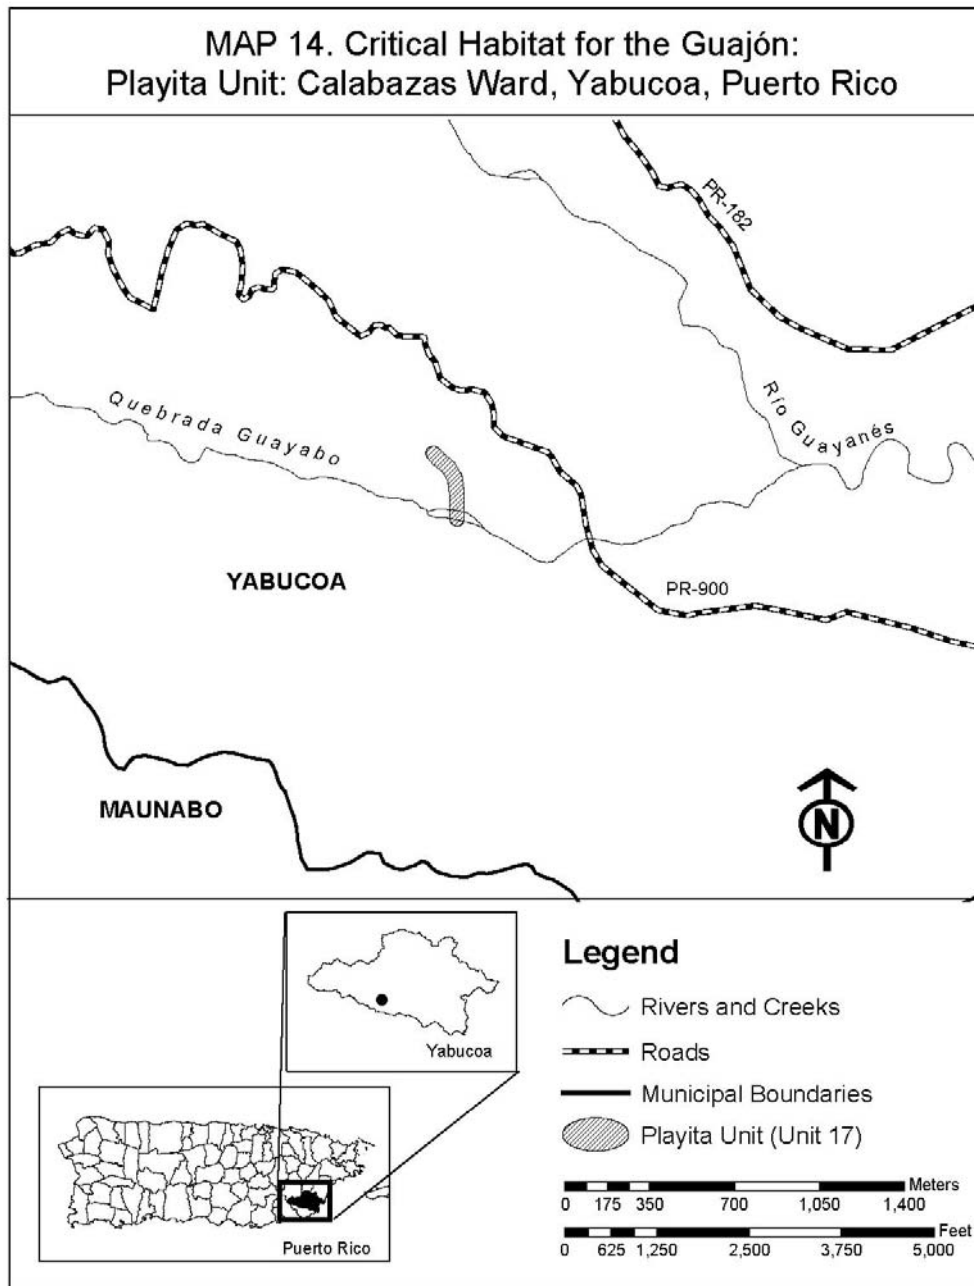 MAP 14. Critical Habitat for the Guajón:
Playita Unit: Calabazas Ward, Yabucoa, Puerto Rico
PR-182
Quebrada Guayabo
Río Guayanés
YABUCOA
PR-900
MAUNABO
N
Yabucoa
Puerto Rico
Legend
Rivers and Creeks
Roads
Municipal Boundaries
Playita Unit (Unit 17)
Meters
0 175 350 700 1,050 1,400
Feet
0 625 1,250 2,500 3,750 5,000